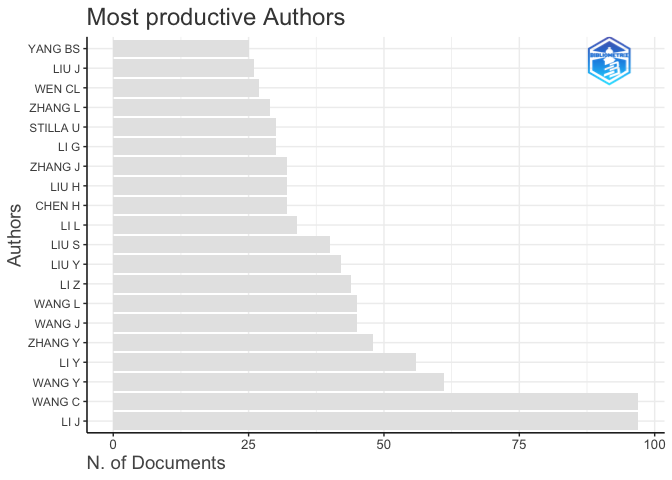 Most productive Authors
BIBLIOMETRIX
Authors
YANG BS
LIU J
WEN CL
ZHANG L
STILLA U
LI G
ZHANG J
LIU H
CHEN H
LI L
LIU S
LIU Y
LI Z
WANG L
WANG J
ZHANG Y
LI Y
WANG Y
WANG C
LI J
0 25 50 75 100
N. of Documents